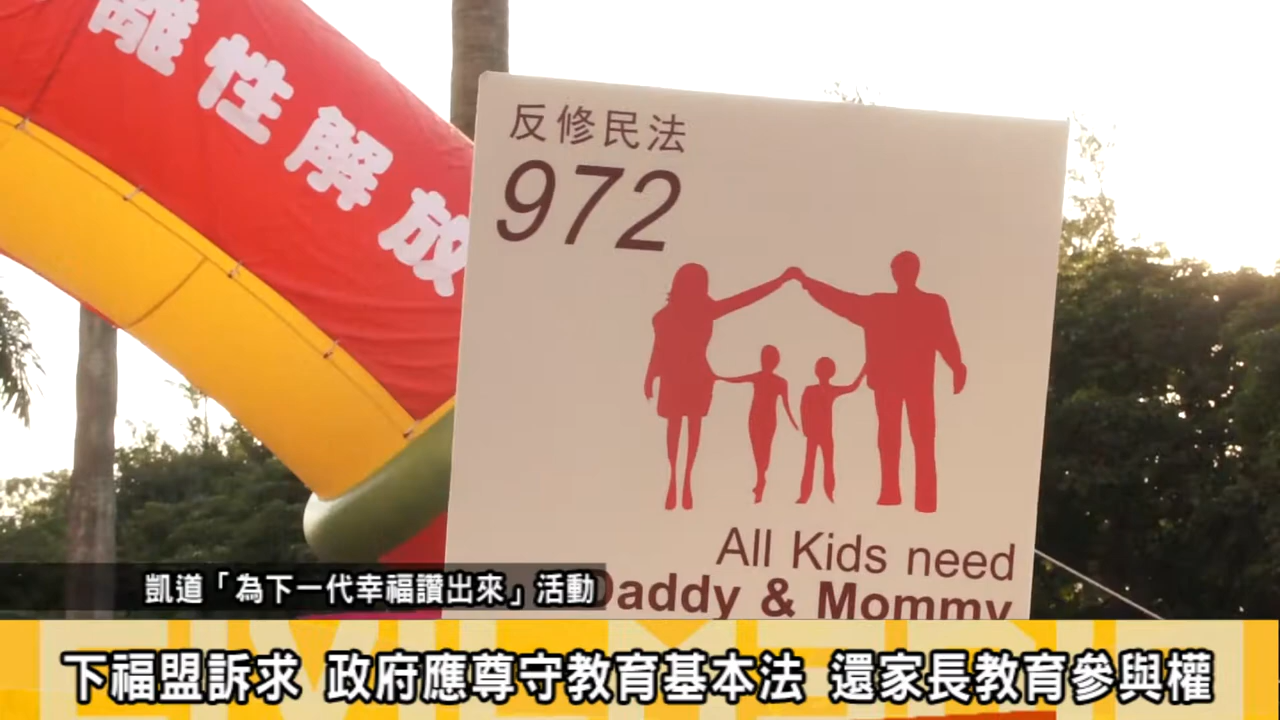 離性解放
反修民法
972
All Kids need
Daddy & Mommy
凱道「為下一代幸福讚出來」活動
下福盟訴求 政府應尊守教育基本法 還家長教育參與權